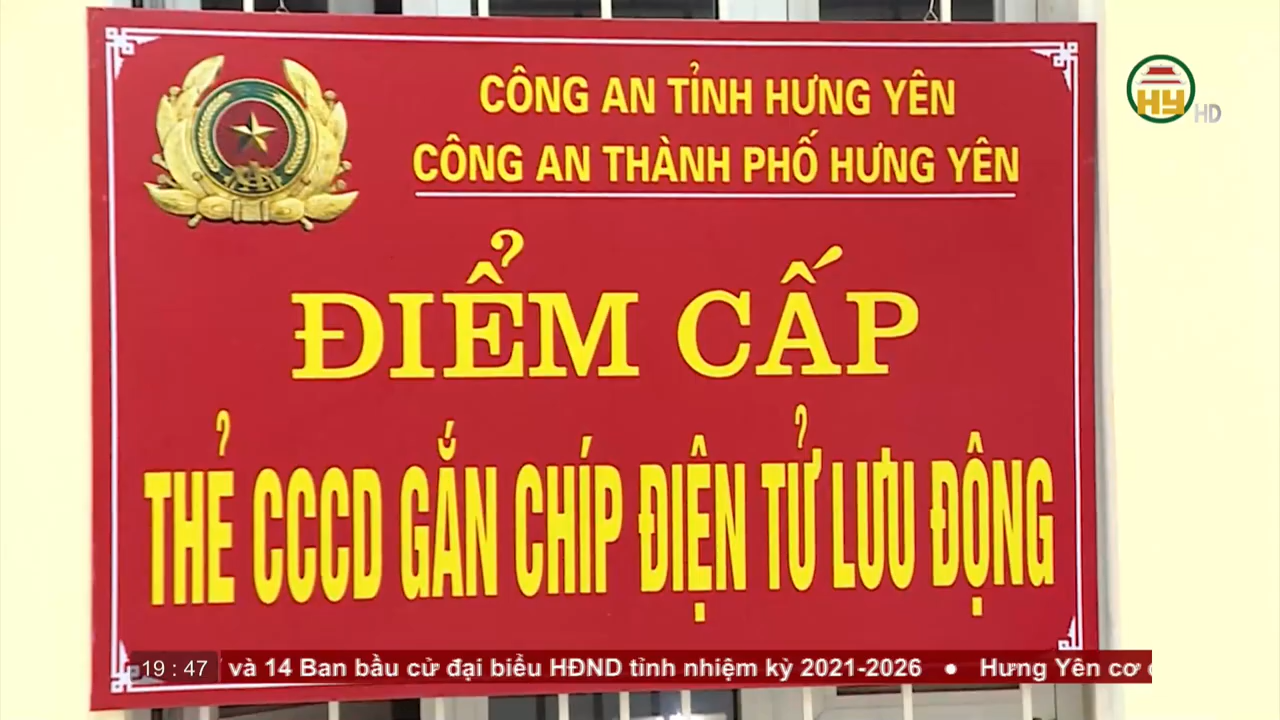 CÔNG AN TỈNH HƯNG YÊN
CÔNG AN THÀNH PHỐ HƯNG YÊN
HY HD
ĐIỂM CẤP
THẺ CCCD GẮN CHÍP ĐIỆN TỬ LƯU ĐỘNG
19 : 47 và 14 Ban bầu cử đại biểu HĐND tỉnh nhiệm kỳ 2021-2026 ● Hưng Yên cơ